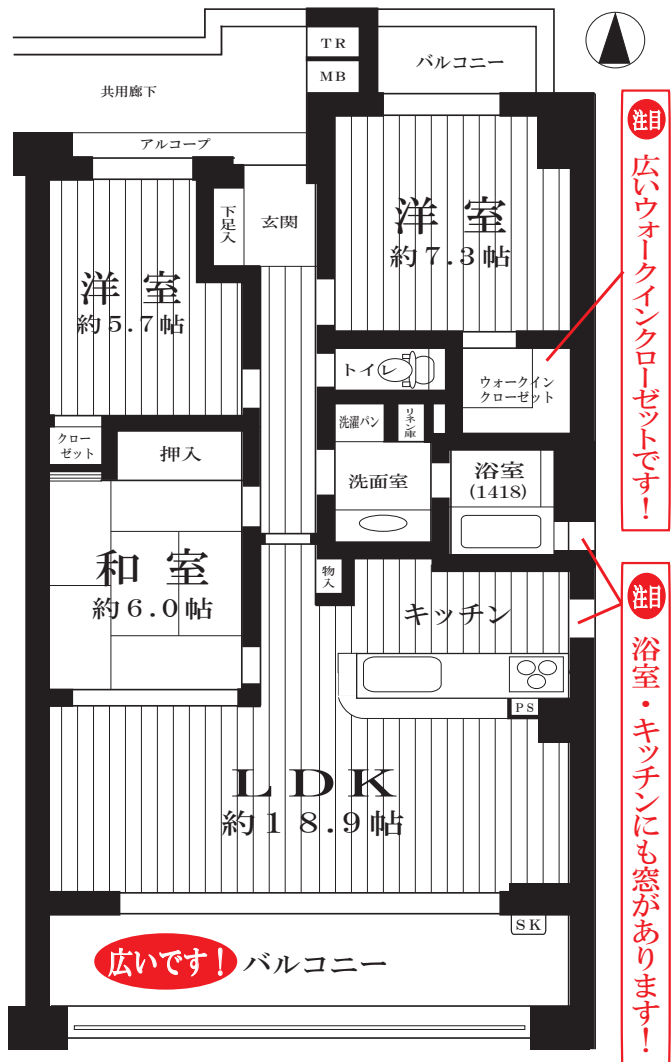 TR
MB
バルコニー
共用廊下
アルコープ
下足入
玄関
洋室
約7.3帖
洋室
約5.7帖
トイレ
ウォークイン
クローゼット
クロー
ゼット
押入
洗濯パン
リネン庫
洗面室
浴室
(1418)
和室
約6.0帖
物入
キッチン
PS
LDK
約18.9帖
SK
広いです!
バルコニー
注目
広いウォークインクローゼットです!
注目
浴室・キッチンにも窓があります!